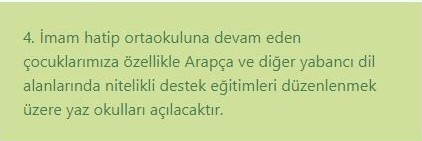 4. İmam hatip ortaokuluna devam eden
çocuklarımıza özellikle Arapça ve diğer yabancı dil
alanlarında nitelikli destek eğitimleri düzenlenmek
üzere yaz okulları açılacaktır.